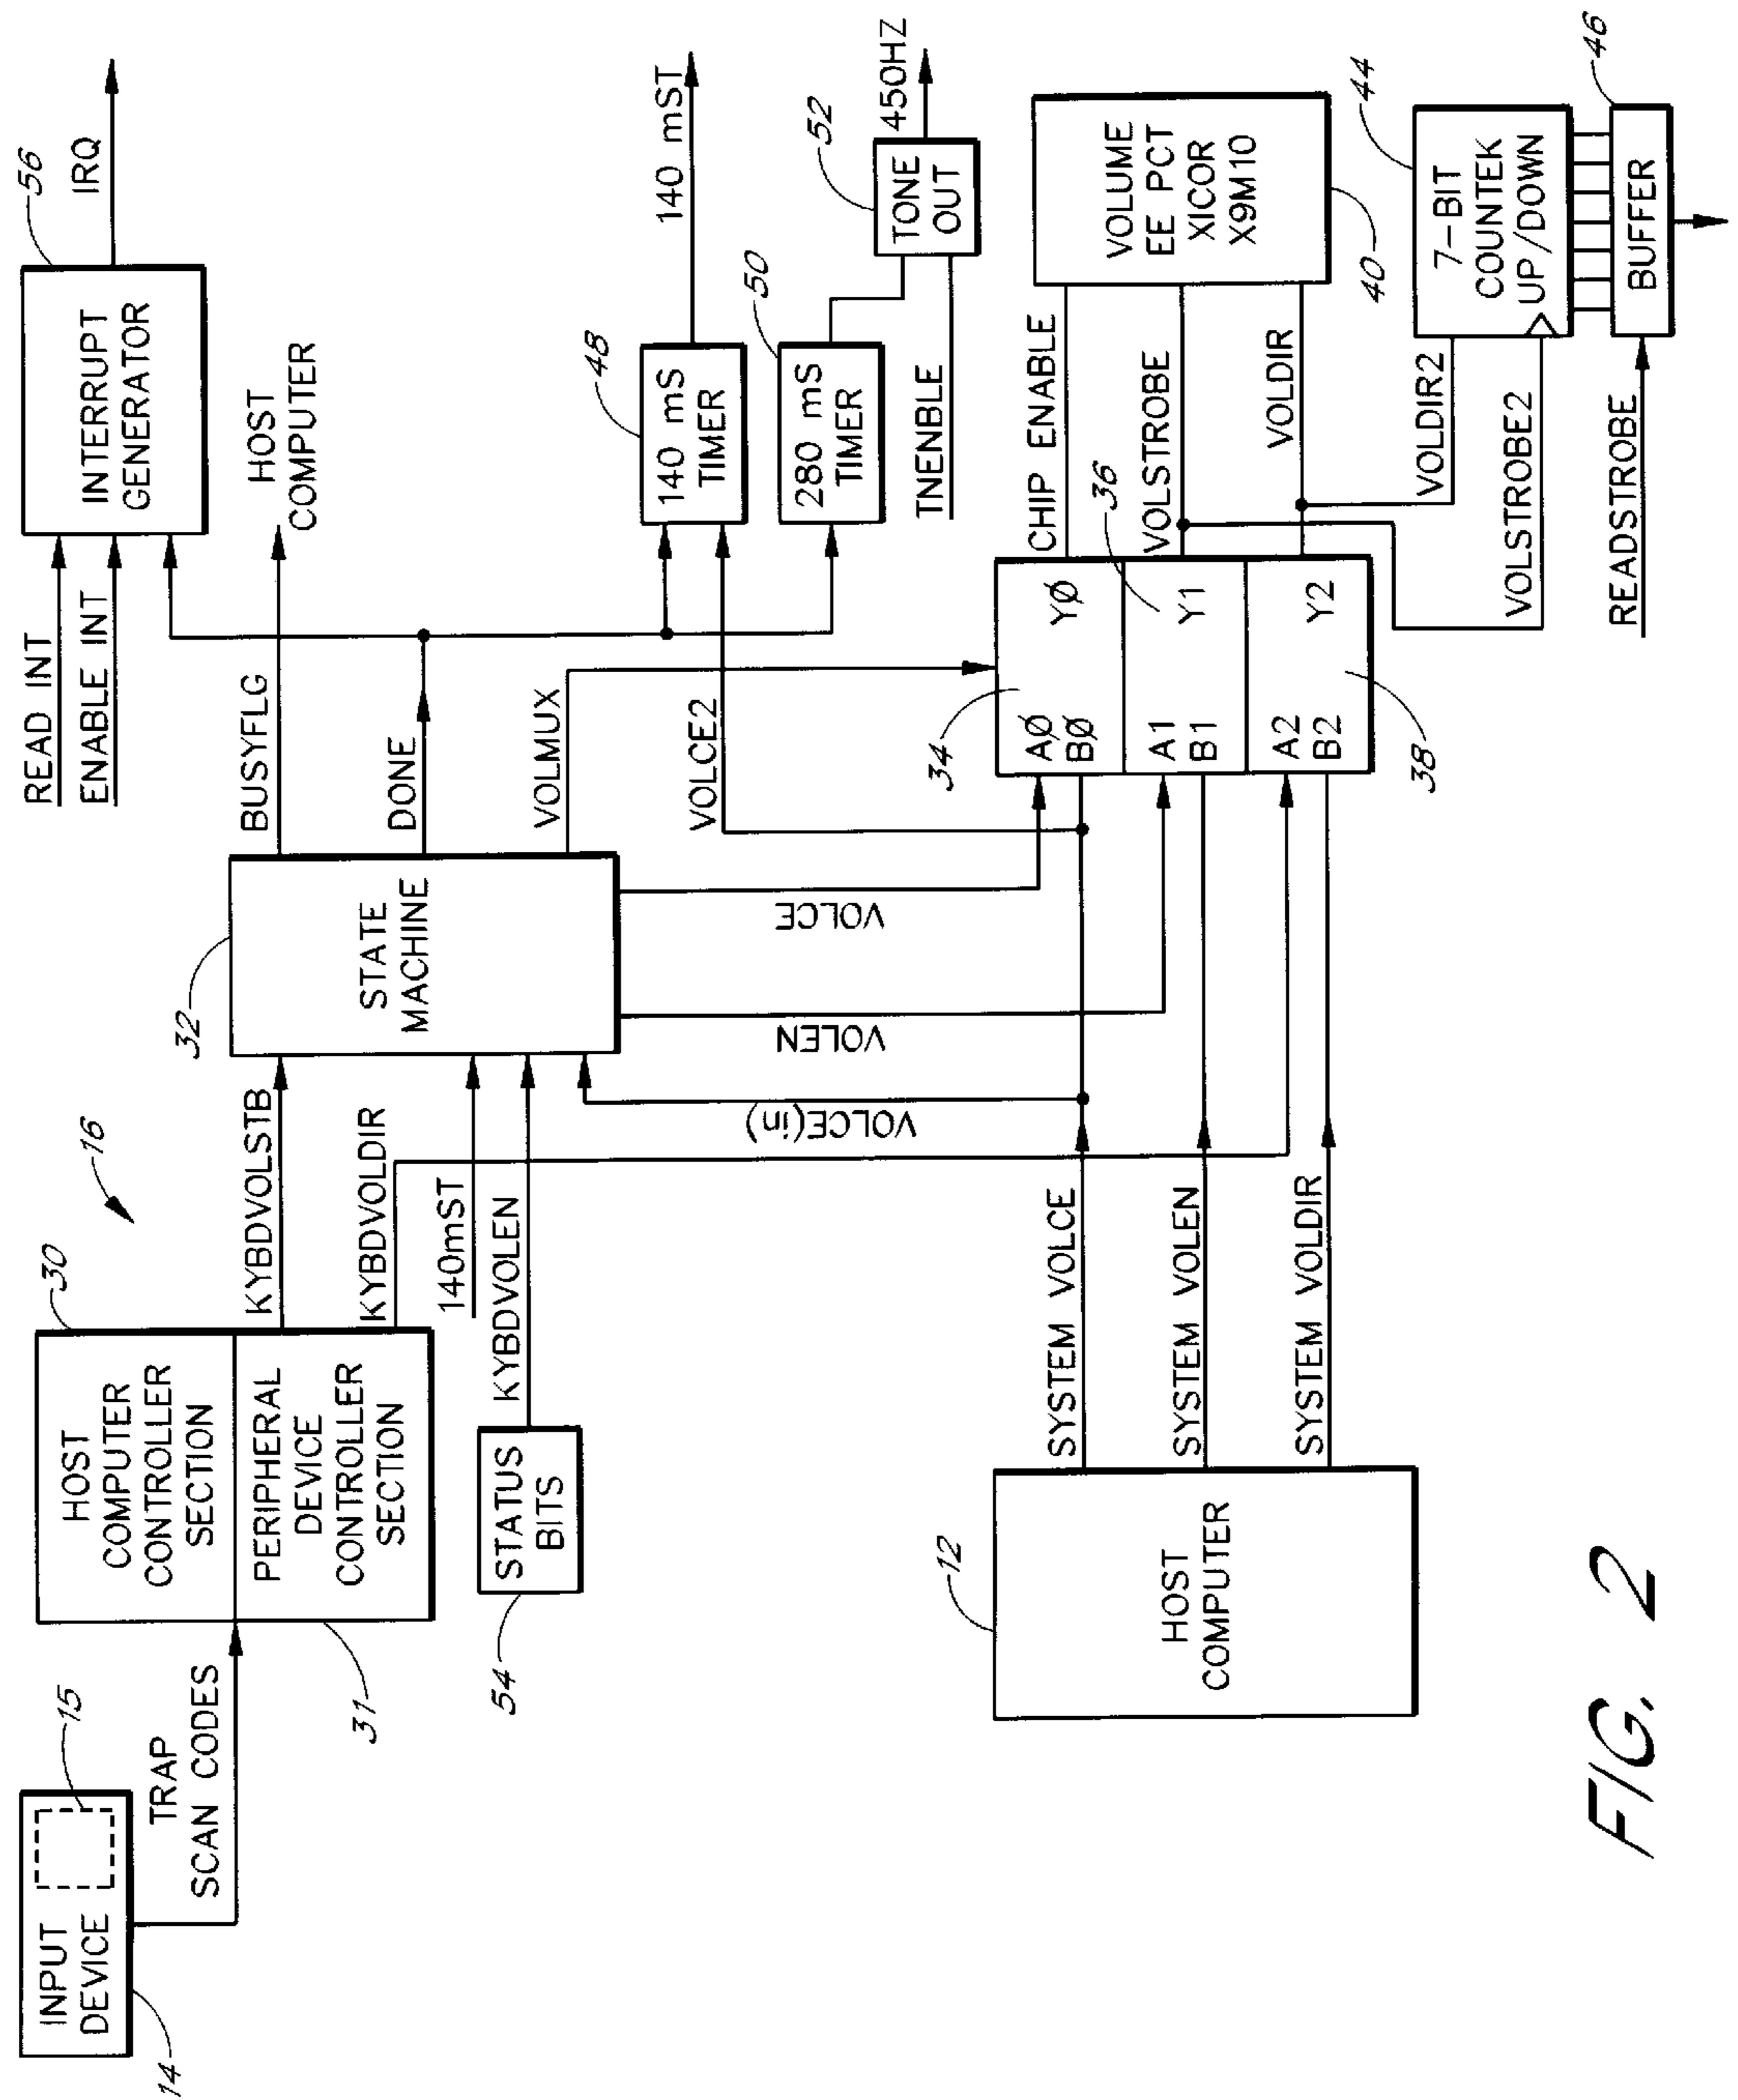 INPUT
DEVICE
14
15
TRAP
SCAN CODES
HOST
COMPUTER
CONTROLLER
SECTION
PERIPHERAL
DEVICE
CONTROLLER
SECTION
30
31
16
KYBDVOLSTB
KYBDVOLDIR
140mST
KYBDVOLEN
STATUS
BITS
54
STATE
MACHINE
32
READ INT
ENABLE INT
BUSYFLG
DONE
VOLMUX
VOLCE2
INTERRUPT
GENERATOR
56
IRQ
HOST
COMPUTER
140 mS
TIMER
48
140 mST
280 mS
TIMER
50
TNENBLE
TONE
OUT
52
450HZ
VOLCE
VOLEN
VOLCE(in)
HOST
COMPUTER
12
SYSTEM VOLCE
SYSTEM VOLEN
SYSTEM VOLDIR
34
AØ YØ
BØ
36
A1 Y1
B1
A2 Y2
B2
38
CHIP ENABLE
VOLSTROBE
VOLDIR
VOLUME
EE PCT
XICOR
X9M10
40
VOLDIR2
VOLSTROBE2
7-BIT
COUNTEK
UP/DOWN
44
READSTROBE
BUFFER
46
FIG. 2